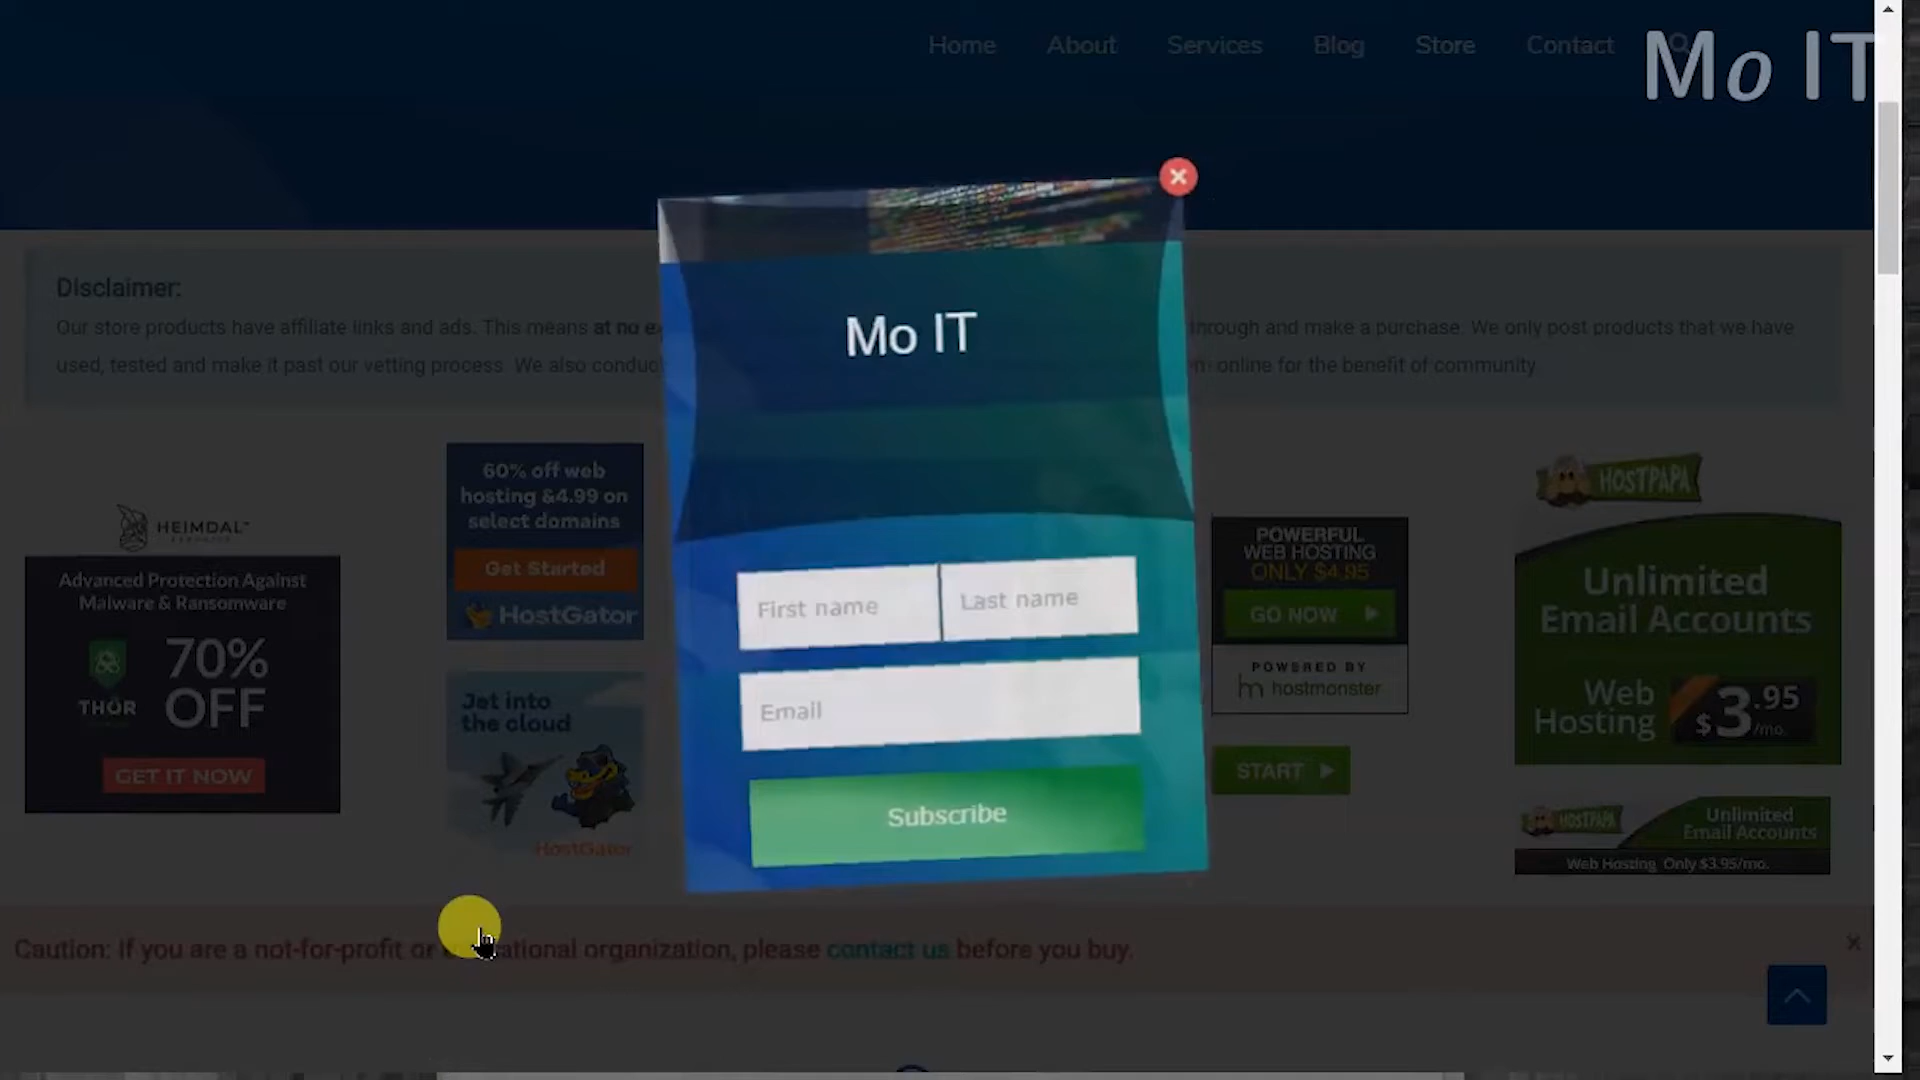 Home About Services Blog Store Contact
Mo IT
Disclaimer:
Our store products have affiliate links and ads. This means at no
through and make a purchase. We only post products that we have
used, tested and make it past our vetting process. We also
online for the benefit of community.
Mo IT
First name
Last name
Email
Subscribe
HEIMDAL
Advanced Protection Against
Malware & Ransomware
THOR
70%
OFF
GET IT NOW
60% off web
hosting &4.99 on
select domains
Get Started
HostGator
Jet into
the cloud
HostGator
POWERFUL
WEB HOSTING
ONLY $4.95
GO NOW
POWERED BY
hostmonster
START
HOSTPAPA
Unlimited
Email Accounts
Web
Hosting
$3.95
/mo.
HOSTPAPA
Unlimited
Email Accounts
Web Hosting Only $3.95/mo.
Caution: If you are a not-for-profit or organization, please contact us before you buy.